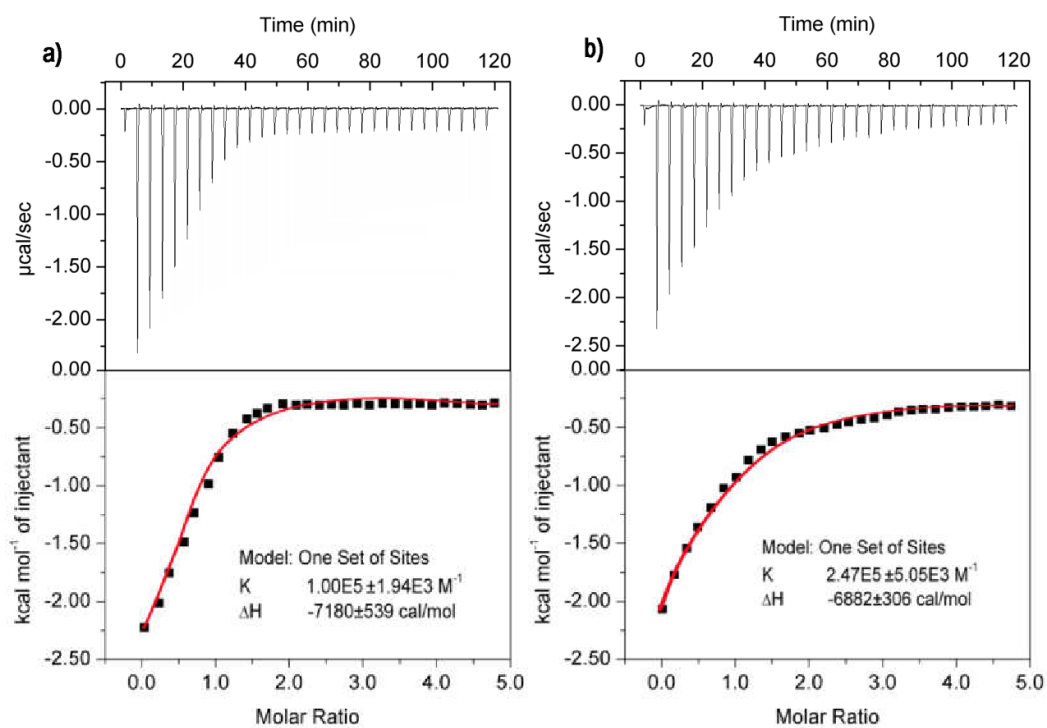 a)
Time (min)
0 20 40 60 80 100 120
0.00
-0.50
-1.00
-1.50
-2.00
0.00
µcal/sec
-0.50
-1.00
-1.50
-2.00
-2.50
kcal mol⁻¹ of injectant
Model: One Set of Sites
K 1.00E5 ±1.94E3 M⁻¹
ΔH -7180±539 cal/mol
0.0 1.0 2.0 3.0 4.0 5.0
Molar Ratio
b)
Time (min)
0 20 40 60 80 100 120
0.00
-0.50
-1.00
-1.50
-2.00
-2.50
0.00
µcal/sec
-0.50
-1.00
-1.50
-2.00
-2.50
kcal mol⁻¹ of injectant
Model: One Set of Sites
K 2.47E5 ±5.05E3 M⁻¹
ΔH -6882±306 cal/mol
0.0 1.0 2.0 3.0 4.0 5.0
Molar Ratio